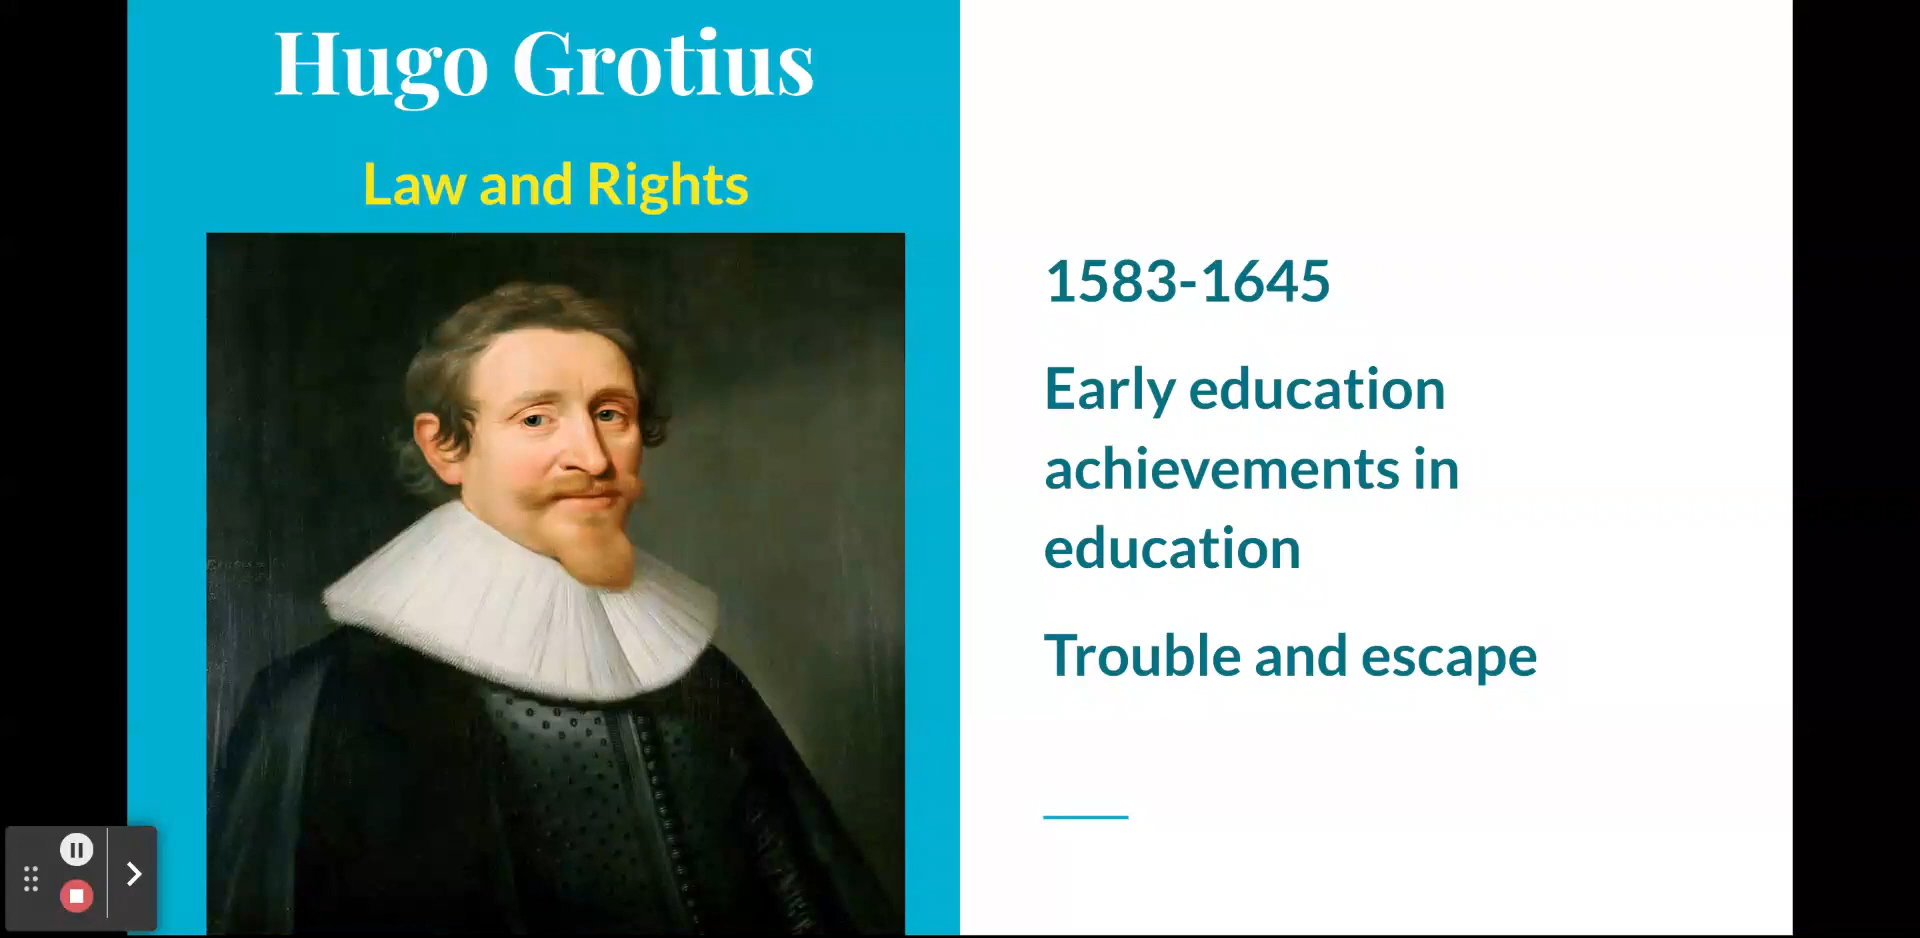 Hugo Grotius
Law and Rights
1583-1645
Early education
achievements in
education
Trouble and escape